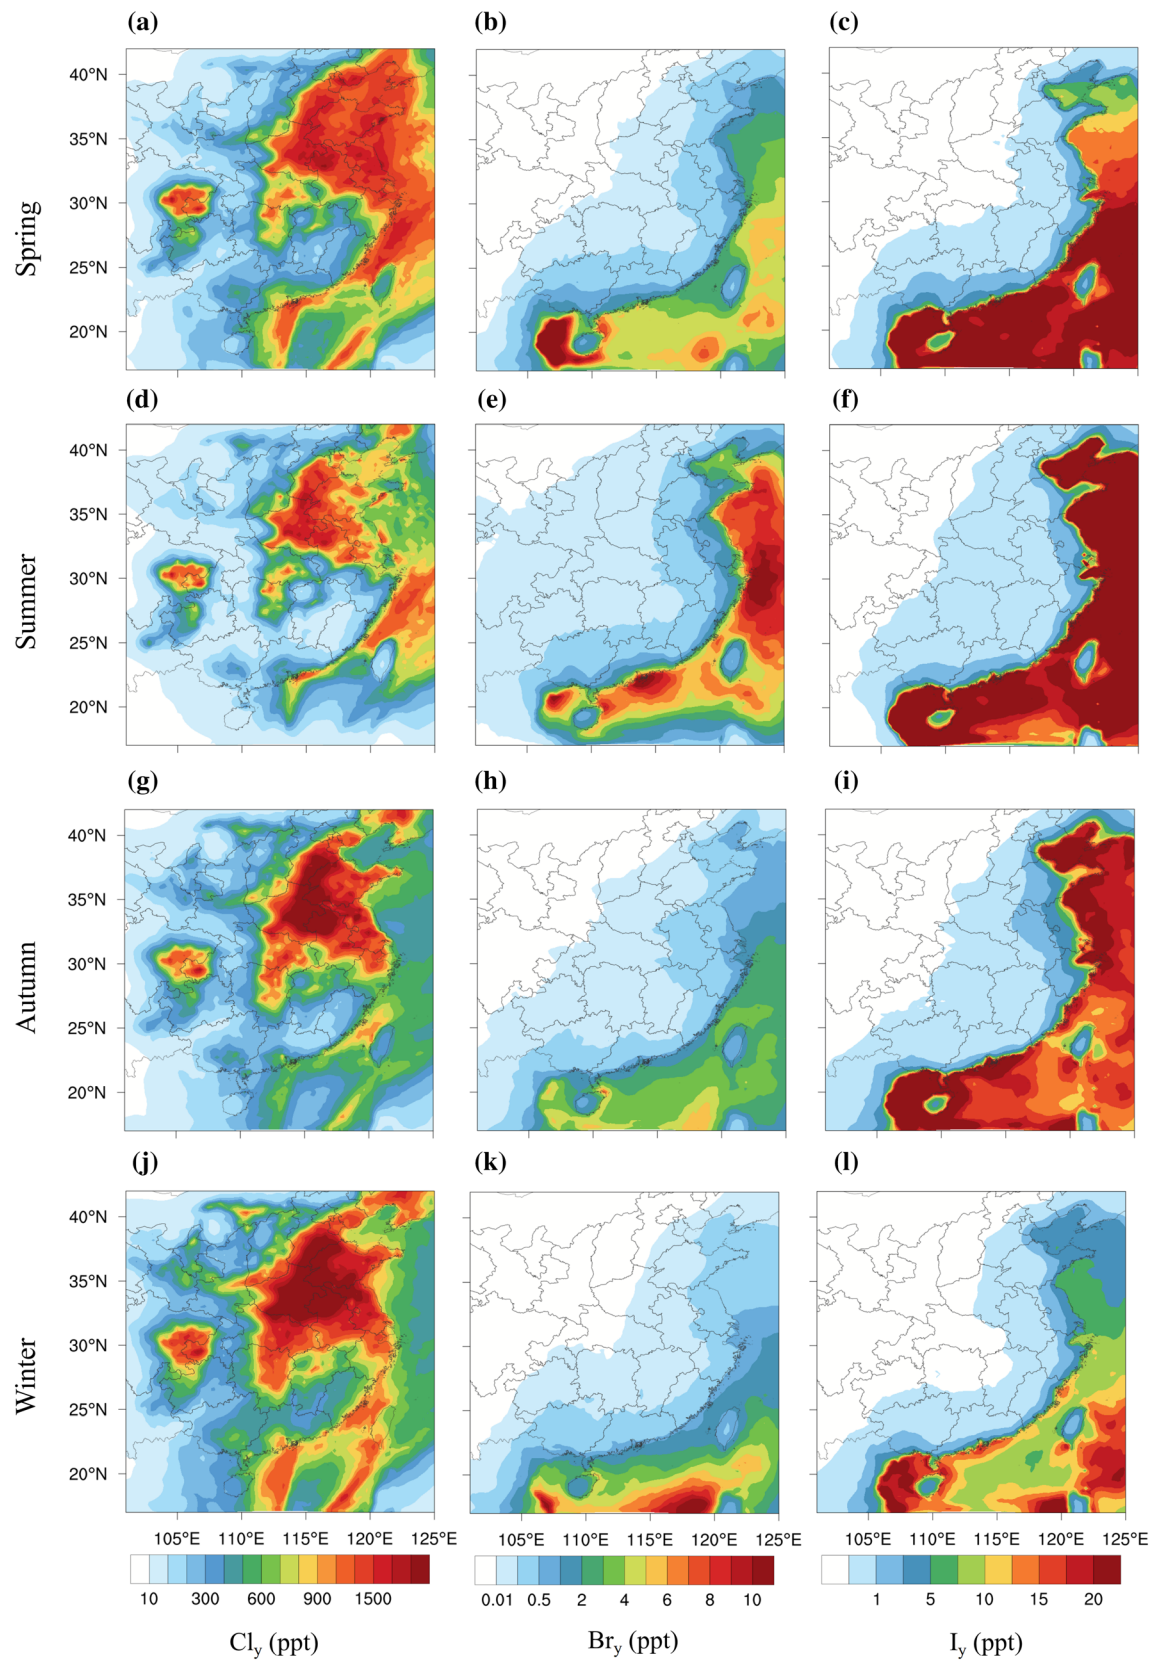 (a) (b) (c)
Spring
40°N
35°N
30°N
25°N
20°N
(d) (e) (f)
Summer
40°N
35°N
30°N
25°N
20°N
(g) (h) (i)
Autumn
40°N
35°N
30°N
25°N
20°N
(j) (k) (l)
Winter
40°N
35°N
30°N
25°N
20°N
105°E 110°E 115°E 120°E 125°E 105°E 110°E 115°E 120°E 125°E 105°E 110°E 115°E 120°E 125°E
10 300 600 900 1500 0.01 0.5 2 4 6 8 10 1 5 10 15 20
Cly (ppt) Bry (ppt) Iy (ppt)